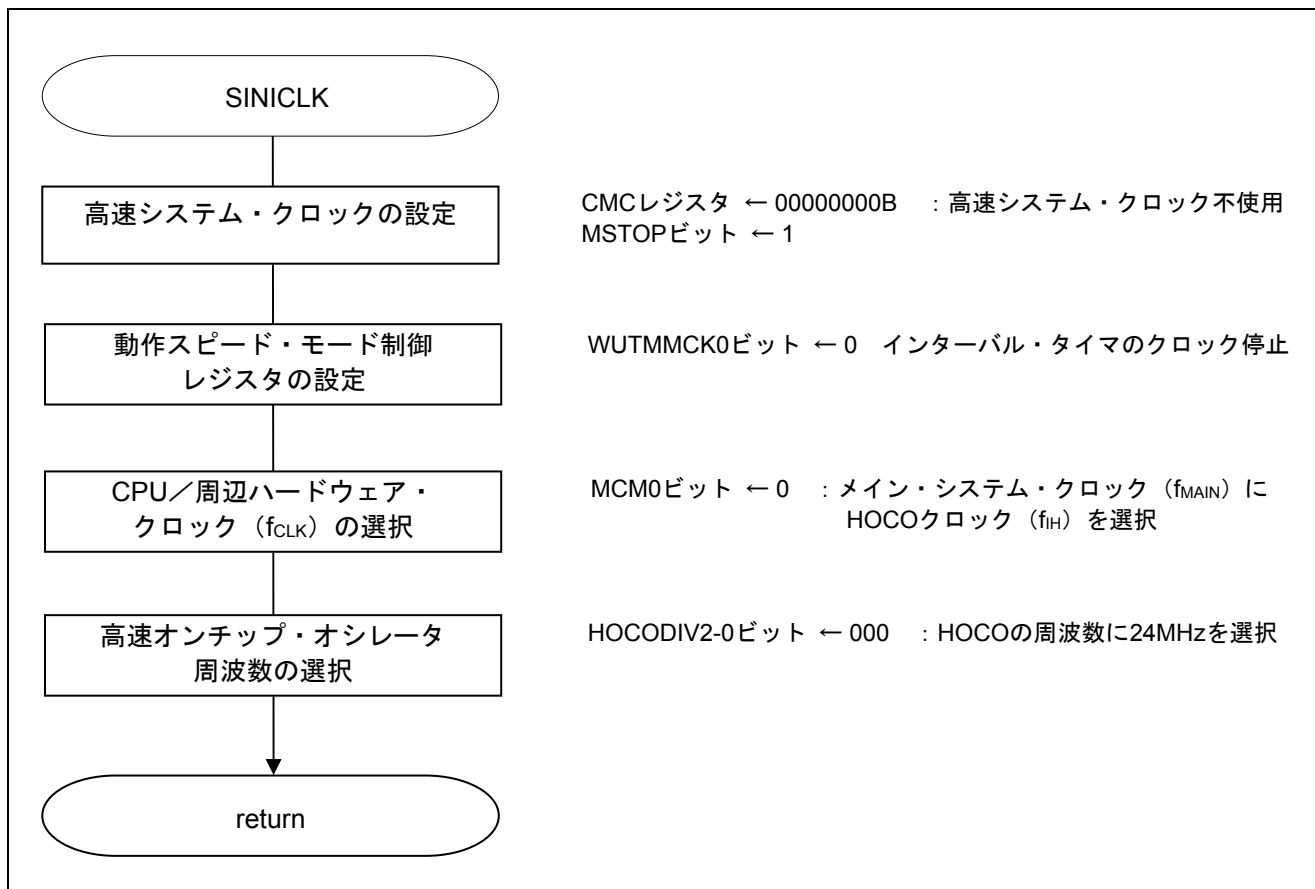 SINICLK
高速システム・クロックの設定
CMCレジスタ ← 00000000B ：高速システム・クロック不使用
MSTOPビット ← 1
動作スピード・モード制御
レジスタの設定
WUTMMCK0ビット ← 0 インターバル・タイマのクロック停止
CPU／周辺ハードウェア・
クロック（fCLK）の選択
MCM0ビット ← 0 ：メイン・システム・クロック（fMAIN）に
HOCOクロック（fIH）を選択
高速オンチップ・オシレータ
周波数の選択
HOCODIV2-0ビット ← 000 ：HOCOの周波数に24MHzを選択
return